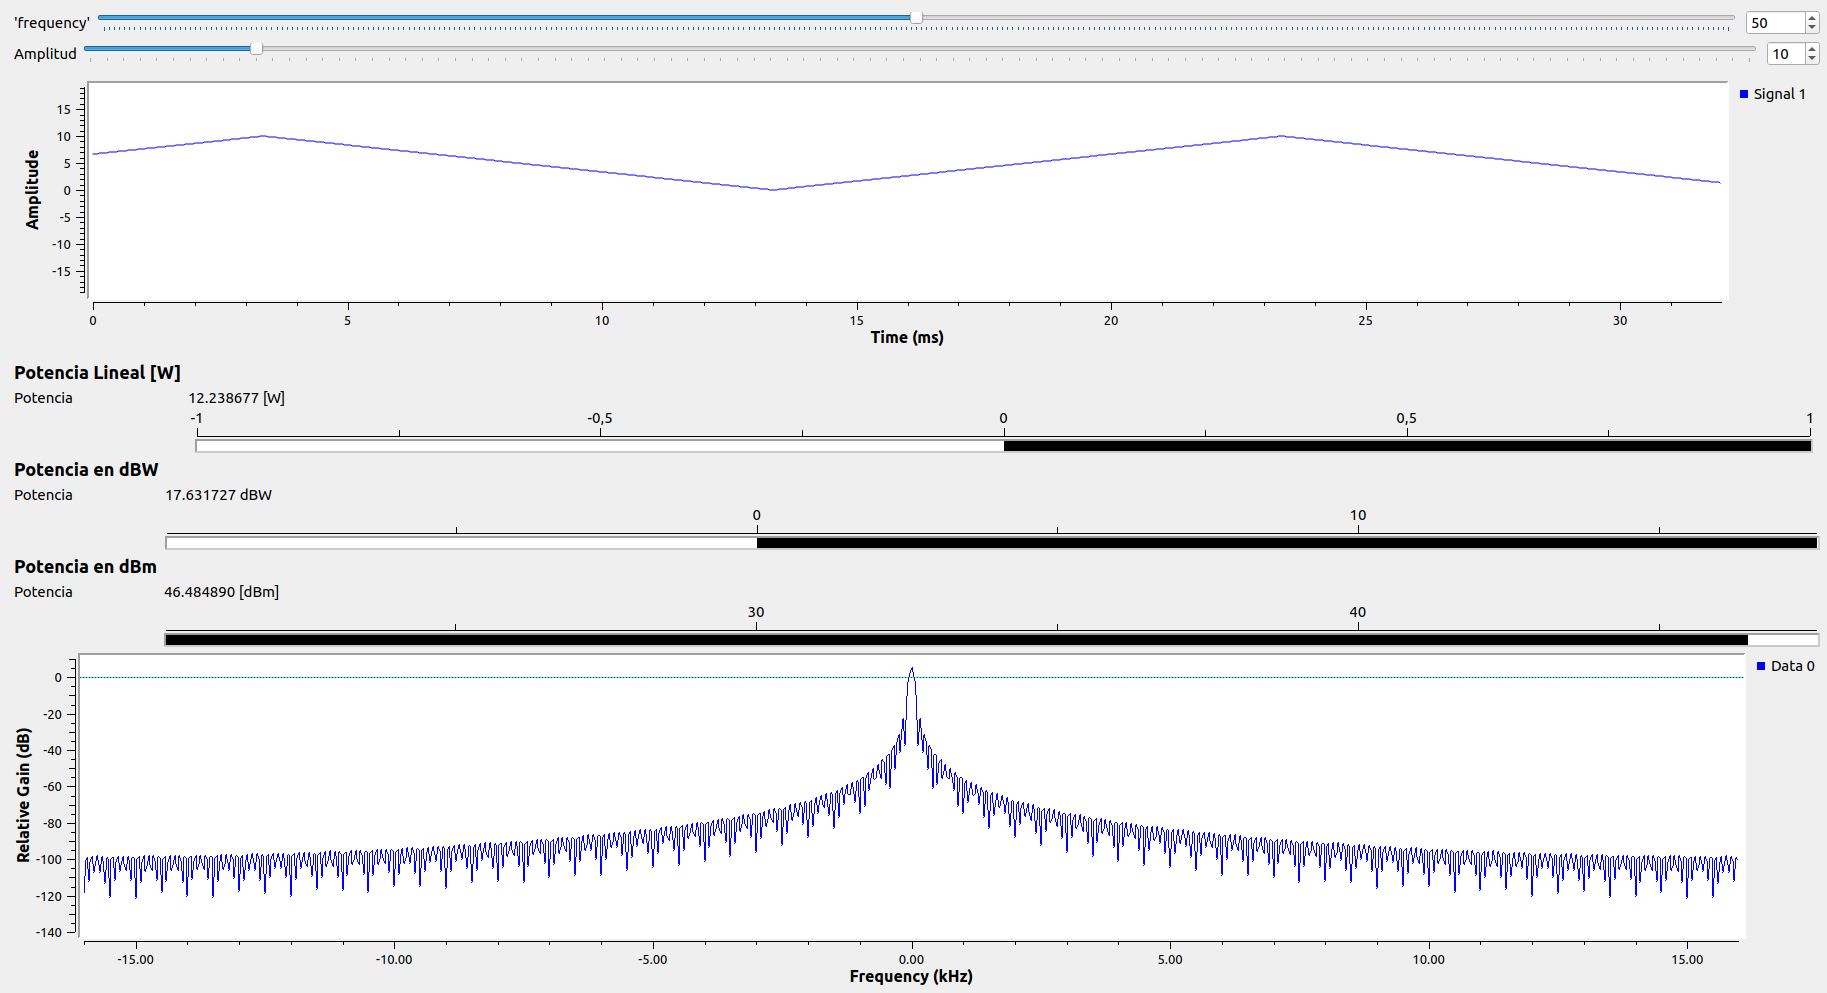 'frequency' 50
Amplitud 10
Signal 1
Amplitude
15
10
5
0
-5
-10
-15
0 5 10 15 20 25 30
Time (ms)
Potencia Lineal [W]
Potencia 12.238677 [W]
-1 -0,5 0 0,5 1
Potencia en dBW
Potencia 17.631727 dBW
0 10
Potencia en dBm
Potencia 46.484890 [dBm]
30 40
Data 0
Relative Gain (dB)
0
-20
-40
-60
-80
-100
-120
-140
-15.00 -10.00 -5.00 0.00 5.00 10.00 15.00
Frequency (kHz)